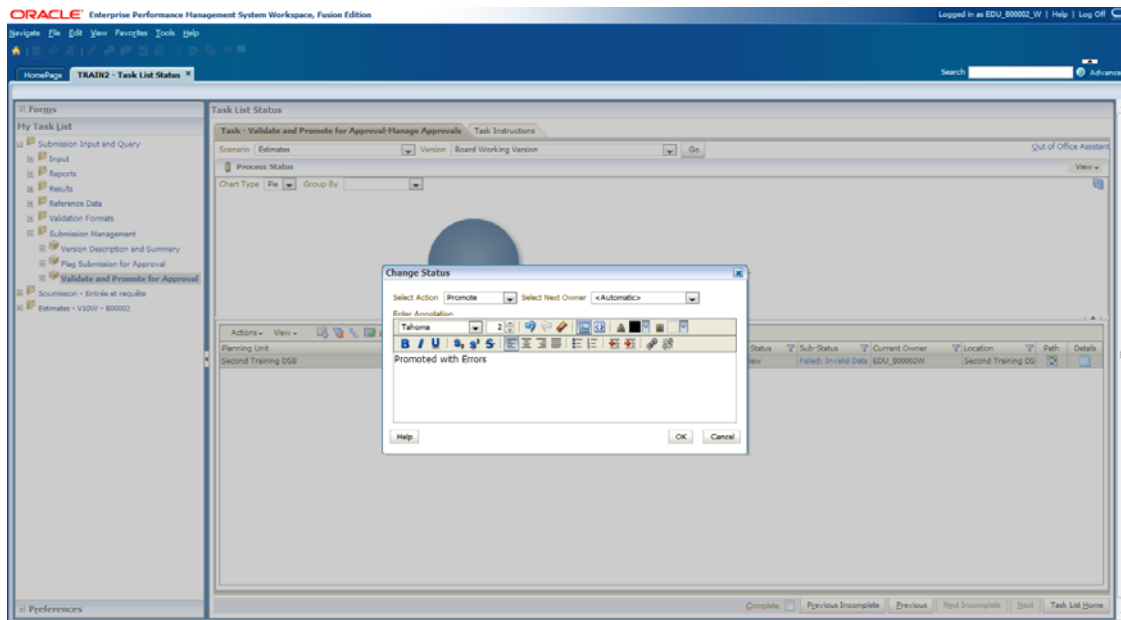 ORACLE Enterprise Performance Management System Workspace, Fusion Edition
Logged in as EDU_B00002_W | Help | Log Off
Navigate File Edit View Favorites Tools Help
HomePage TRAIN2 - Task List Status
Search Advance
Forms
My Task List
Submission Input and Query
Input
Reports
Results
Reference Data
Validation Formats
Submission Management
Version Description and Summary
Flag Submission for Approval
Validate and Promote for Approval
Soumission - Entrée et requête
Estimates - VSIW - B00002
Preferences
Task List Status
Task - Validate and Promote for Approval-Manage Approvals Task Instructions
Scenario Estimates Version Board Working Version Go
Out of Office Assistant
Process Status View
Chart Type Pie Group By
Change Status
Select Action Promote Select Next Owner <Automatic>
Enter Annotation
Tahoma 2
B I U S S S
Promoted with Errors
Help OK Cancel
Actions View
Planning Unit Status Sub-Status Current Owner Location Path Details
Second Training DSB Failed: Invalid Data EDU_B00002W Second Training DS
Complete Previous Incomplete Previous Next Incomplete Next Task List Home